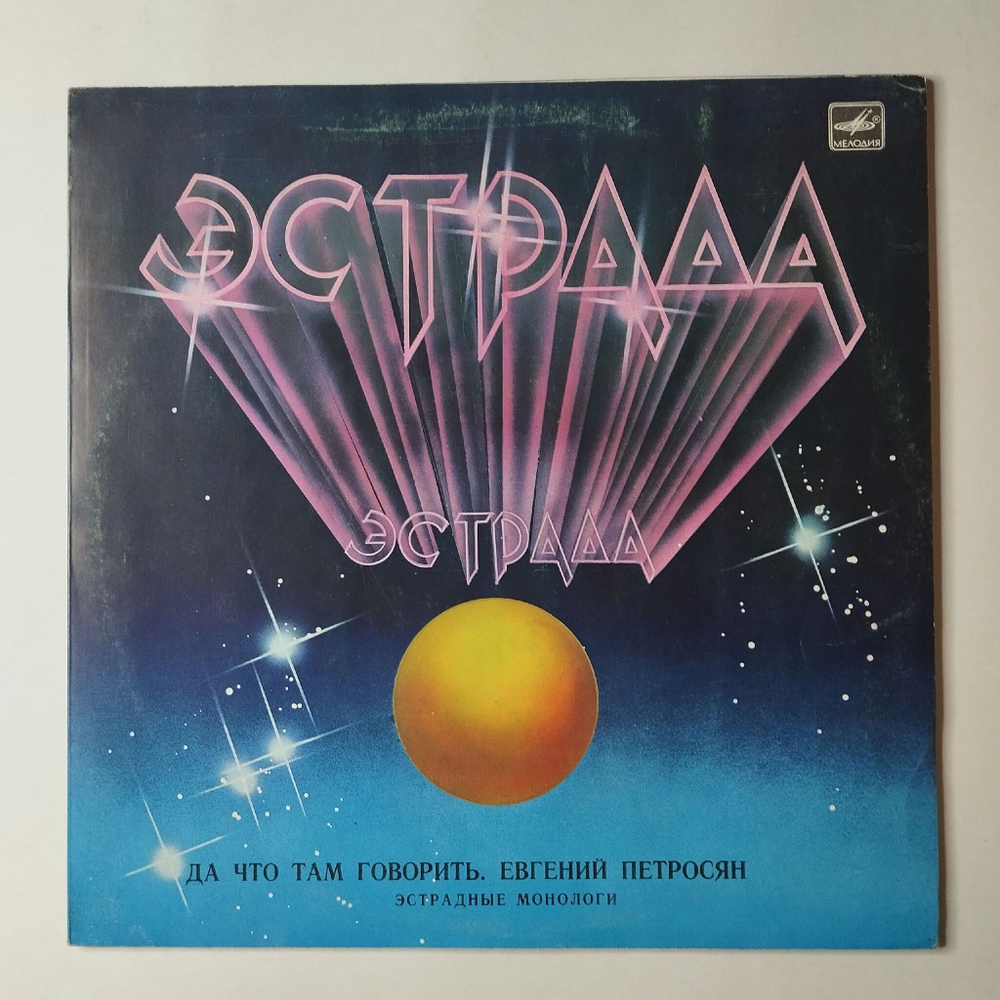 МЕЛОДИЯ
ЭСТРАДА
ЭСТРАДА
ДА ЧТО ТАМ ГОВОРИТЬ. ЕВГЕНИЙ ПЕТРОСЯН
ЭСТРАДНЫЕ МОНОЛОГИ